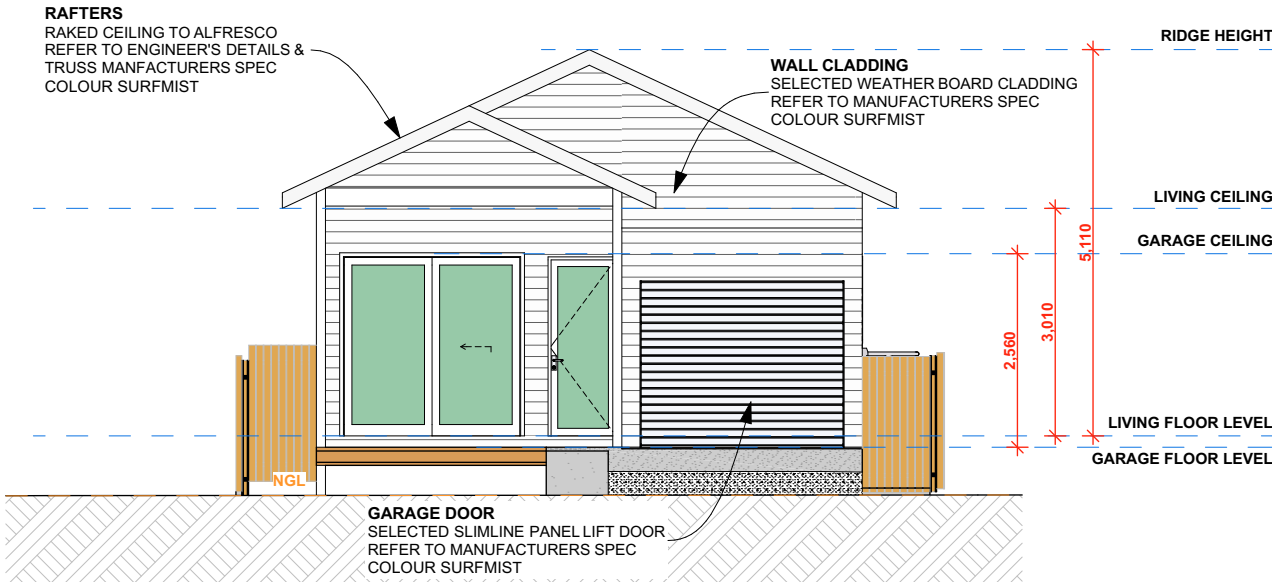 RAFTERS
RAKED CEILING TO ALFRESCO
REFER TO ENGINEER'S DETAILS &
TRUSS MANFACTURERS SPEC
COLOUR SURFMIST
RIDGE HEIGHT
WALL CLADDING
SELECTED WEATHER BOARD CLADDING
REFER TO MANUFACTURERS SPEC
COLOUR SURFMIST
LIVING CEILING
GARAGE CEILING
5,110
3,010
2,560
LIVING FLOOR LEVEL
GARAGE FLOOR LEVEL
NGL
GARAGE DOOR
SELECTED SLIMLINE PANEL LIFT DOOR
REFER TO MANUFACTURERS SPEC
COLOUR SURFMIST